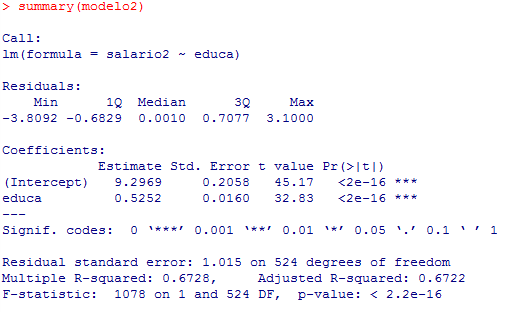 > summary(modelo2)
Call:
lm(formula = salario2 ~ educa)
Residuals:
    Min      1Q  Median      3Q     Max
-3.8092 -0.6829  0.0010  0.7077  3.1000
Coefficients:
            Estimate Std. Error t value Pr(>|t|)
(Intercept)   9.2969     0.2058   45.17   <2e-16 ***
educa         0.5252     0.0160   32.83   <2e-16 ***
---
Signif. codes:  0 ‘***’ 0.001 ‘**’ 0.01 ‘*’ 0.05 ‘.’ 0.1 ‘ ’ 1
Residual standard error: 1.015 on 524 degrees of freedom
Multiple R-squared: 0.6728,     Adjusted R-squared: 0.6722
F-statistic:  1078 on 1 and 524 DF,  p-value: < 2.2e-16